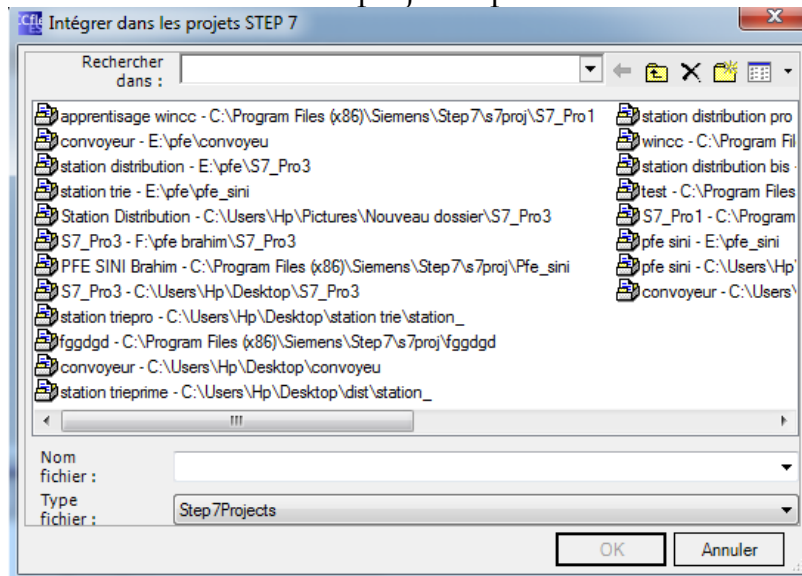 Intégrer dans les projets STEP 7
Rechercher
dans :
apprentisage wincc - C:\Program Files (x86)\Siemens\Step7\s7proj\S7_Pro1
convoyeur - E:\pfe\convoyeu
station distribution - E:\pfe\S7_Pro3
station trie - E:\pfe\pfe_sini
Station Distribution - C:\Users\Hp\Pictures\Nouveau dossier\S7_Pro3
S7_Pro3 - F:\pfe brahim\S7_Pro3
PFE SINI Brahim - C:\Program Files (x86)\Siemens\Step7\s7proj\Pfe_sini
S7_Pro3 - C:\Users\Hp\Desktop\S7_Pro3
station triepro - C:\Users\Hp\Desktop\station trie\station_
fggdgd - C:\Program Files (x86)\Siemens\Step7\s7proj\fggdgd
convoyeur - C:\Users\Hp\Desktop\convoyeu
station trieprime - C:\Users\Hp\Desktop\dist\station_
station distribution pro
wincc - C:\Program Fil
station distribution bis -
test - C:\Program Files
S7_Pro1 - C:\Program
pfe sini - E:\pfe_sini
pfe sini - C:\Users\Hp\
convoyeur - C:\Users\
Nom
fichier :
Type
fichier :
Step7Projects
OK
Annuler